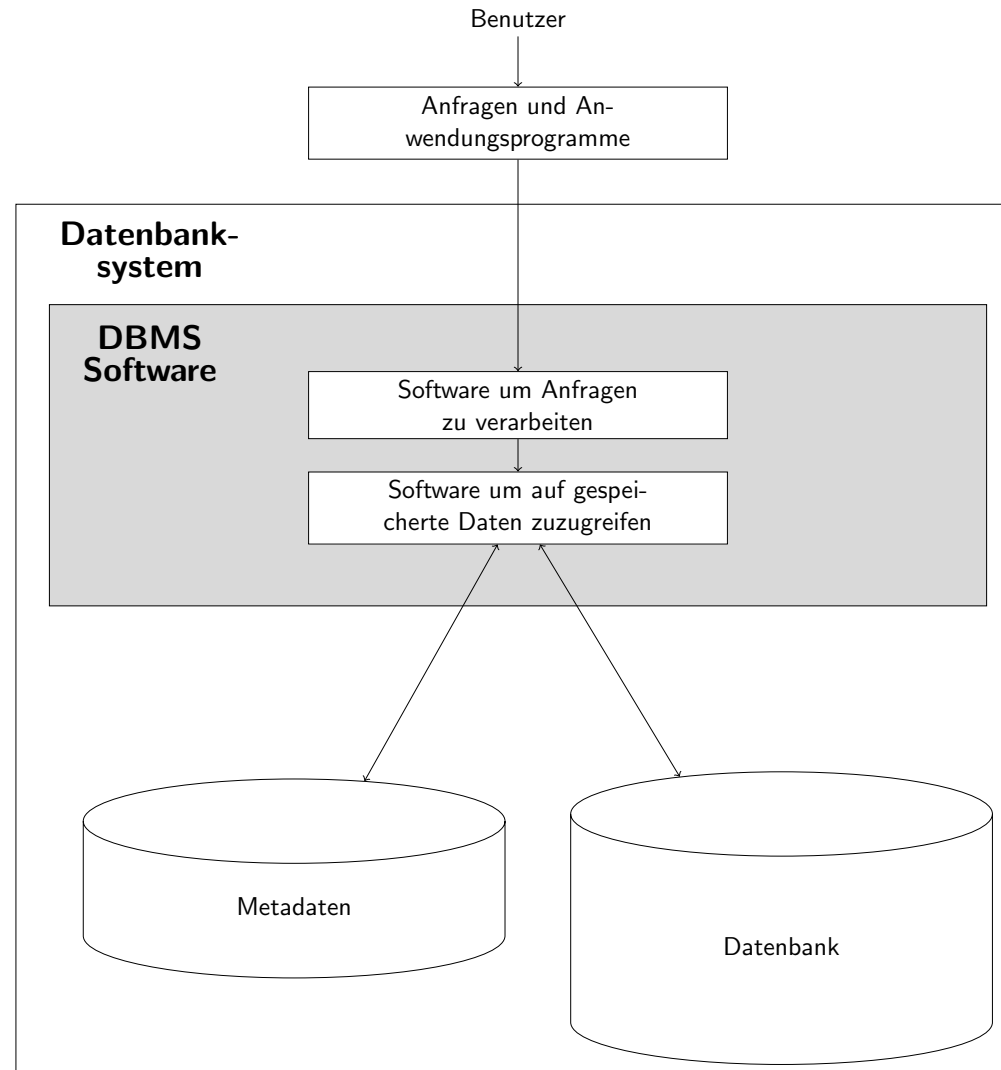 Benutzer
Anfragen und An-
wendungsprogramme
Datenbank-
system
DBMS
Software
Software um Anfragen
zu verarbeiten
Software um auf gespei-
cherte Daten zuzugreifen
Metadaten
Datenbank